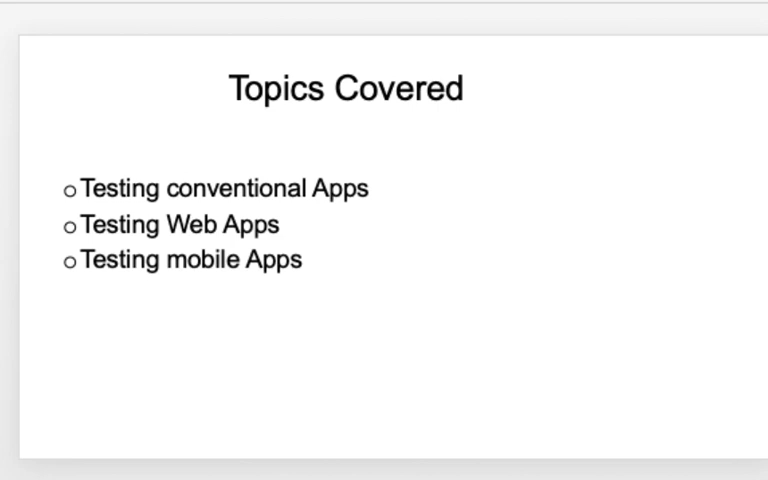 Topics Covered
○ Testing conventional Apps
○ Testing Web Apps
○ Testing mobile Apps